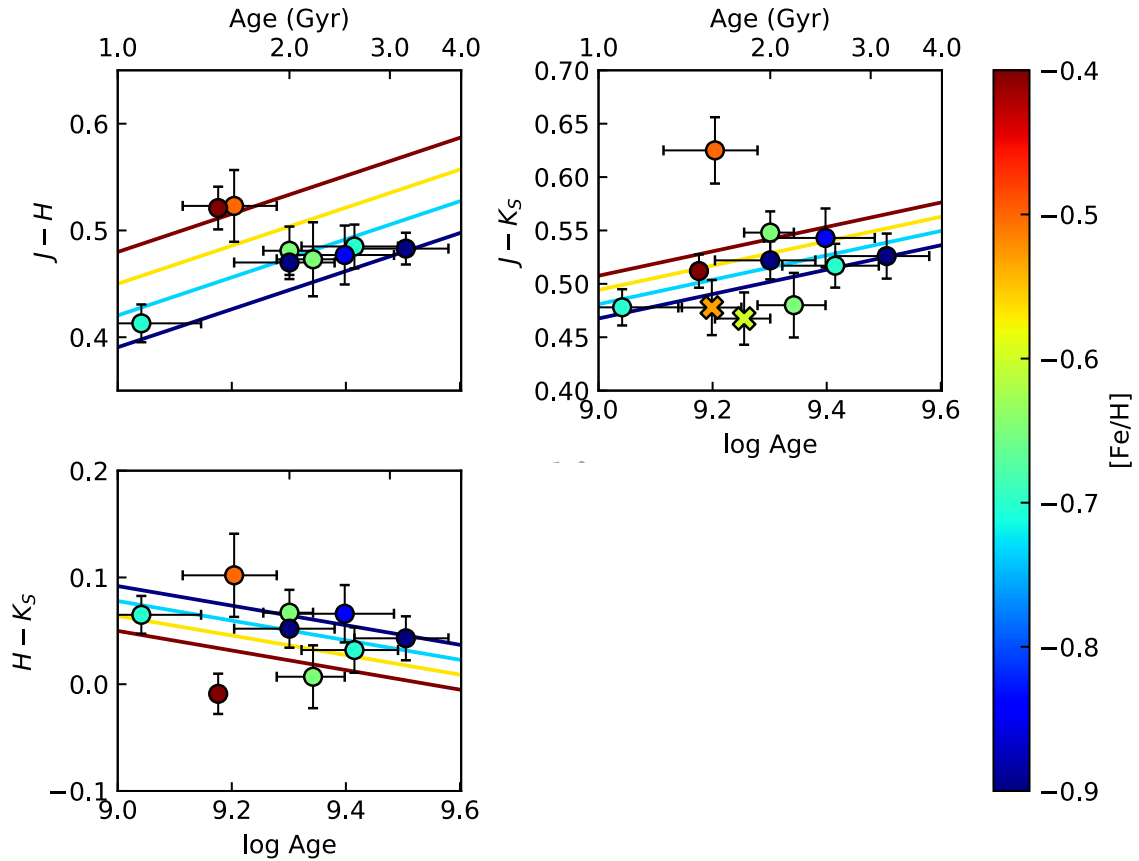 Age (Gyr)
1.0 2.0 3.0 4.0
J − H
0.6
0.5
0.4
Age (Gyr)
1.0 2.0 3.0 4.0
J − K_S
0.70
0.65
0.60
0.55
0.50
0.45
0.40
9.0 9.2 9.4 9.6
log Age
H − K_S
0.2
0.1
0.0
−0.1
9.0 9.2 9.4 9.6
log Age
−0.4
−0.5
−0.6
−0.7
−0.8
−0.9
[Fe/H]